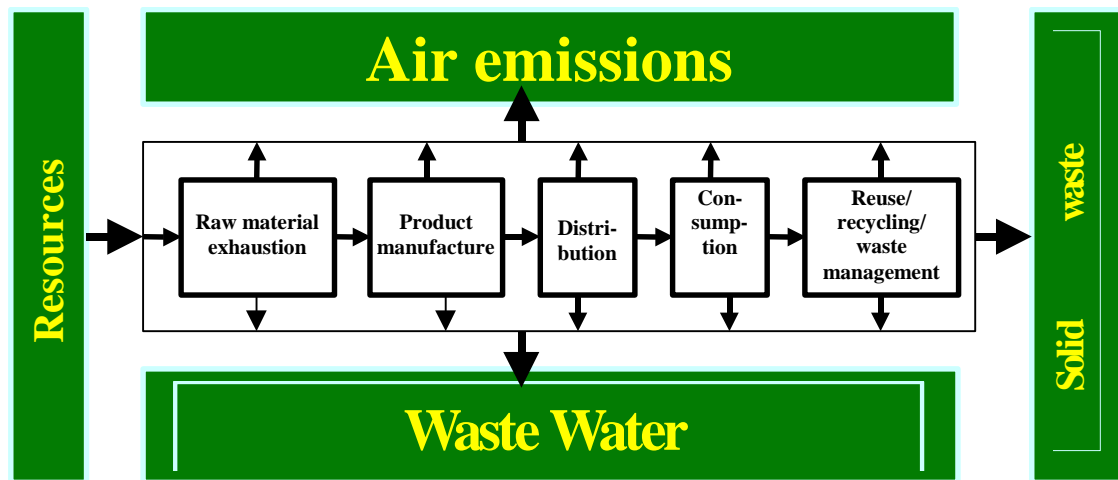 Air emissions
Resources
Raw material
exhaustion
Product
manufacture
Distri-
bution
Con-
sump-
tion
Reuse/
recycling/
waste
management
Solid waste
Waste Water